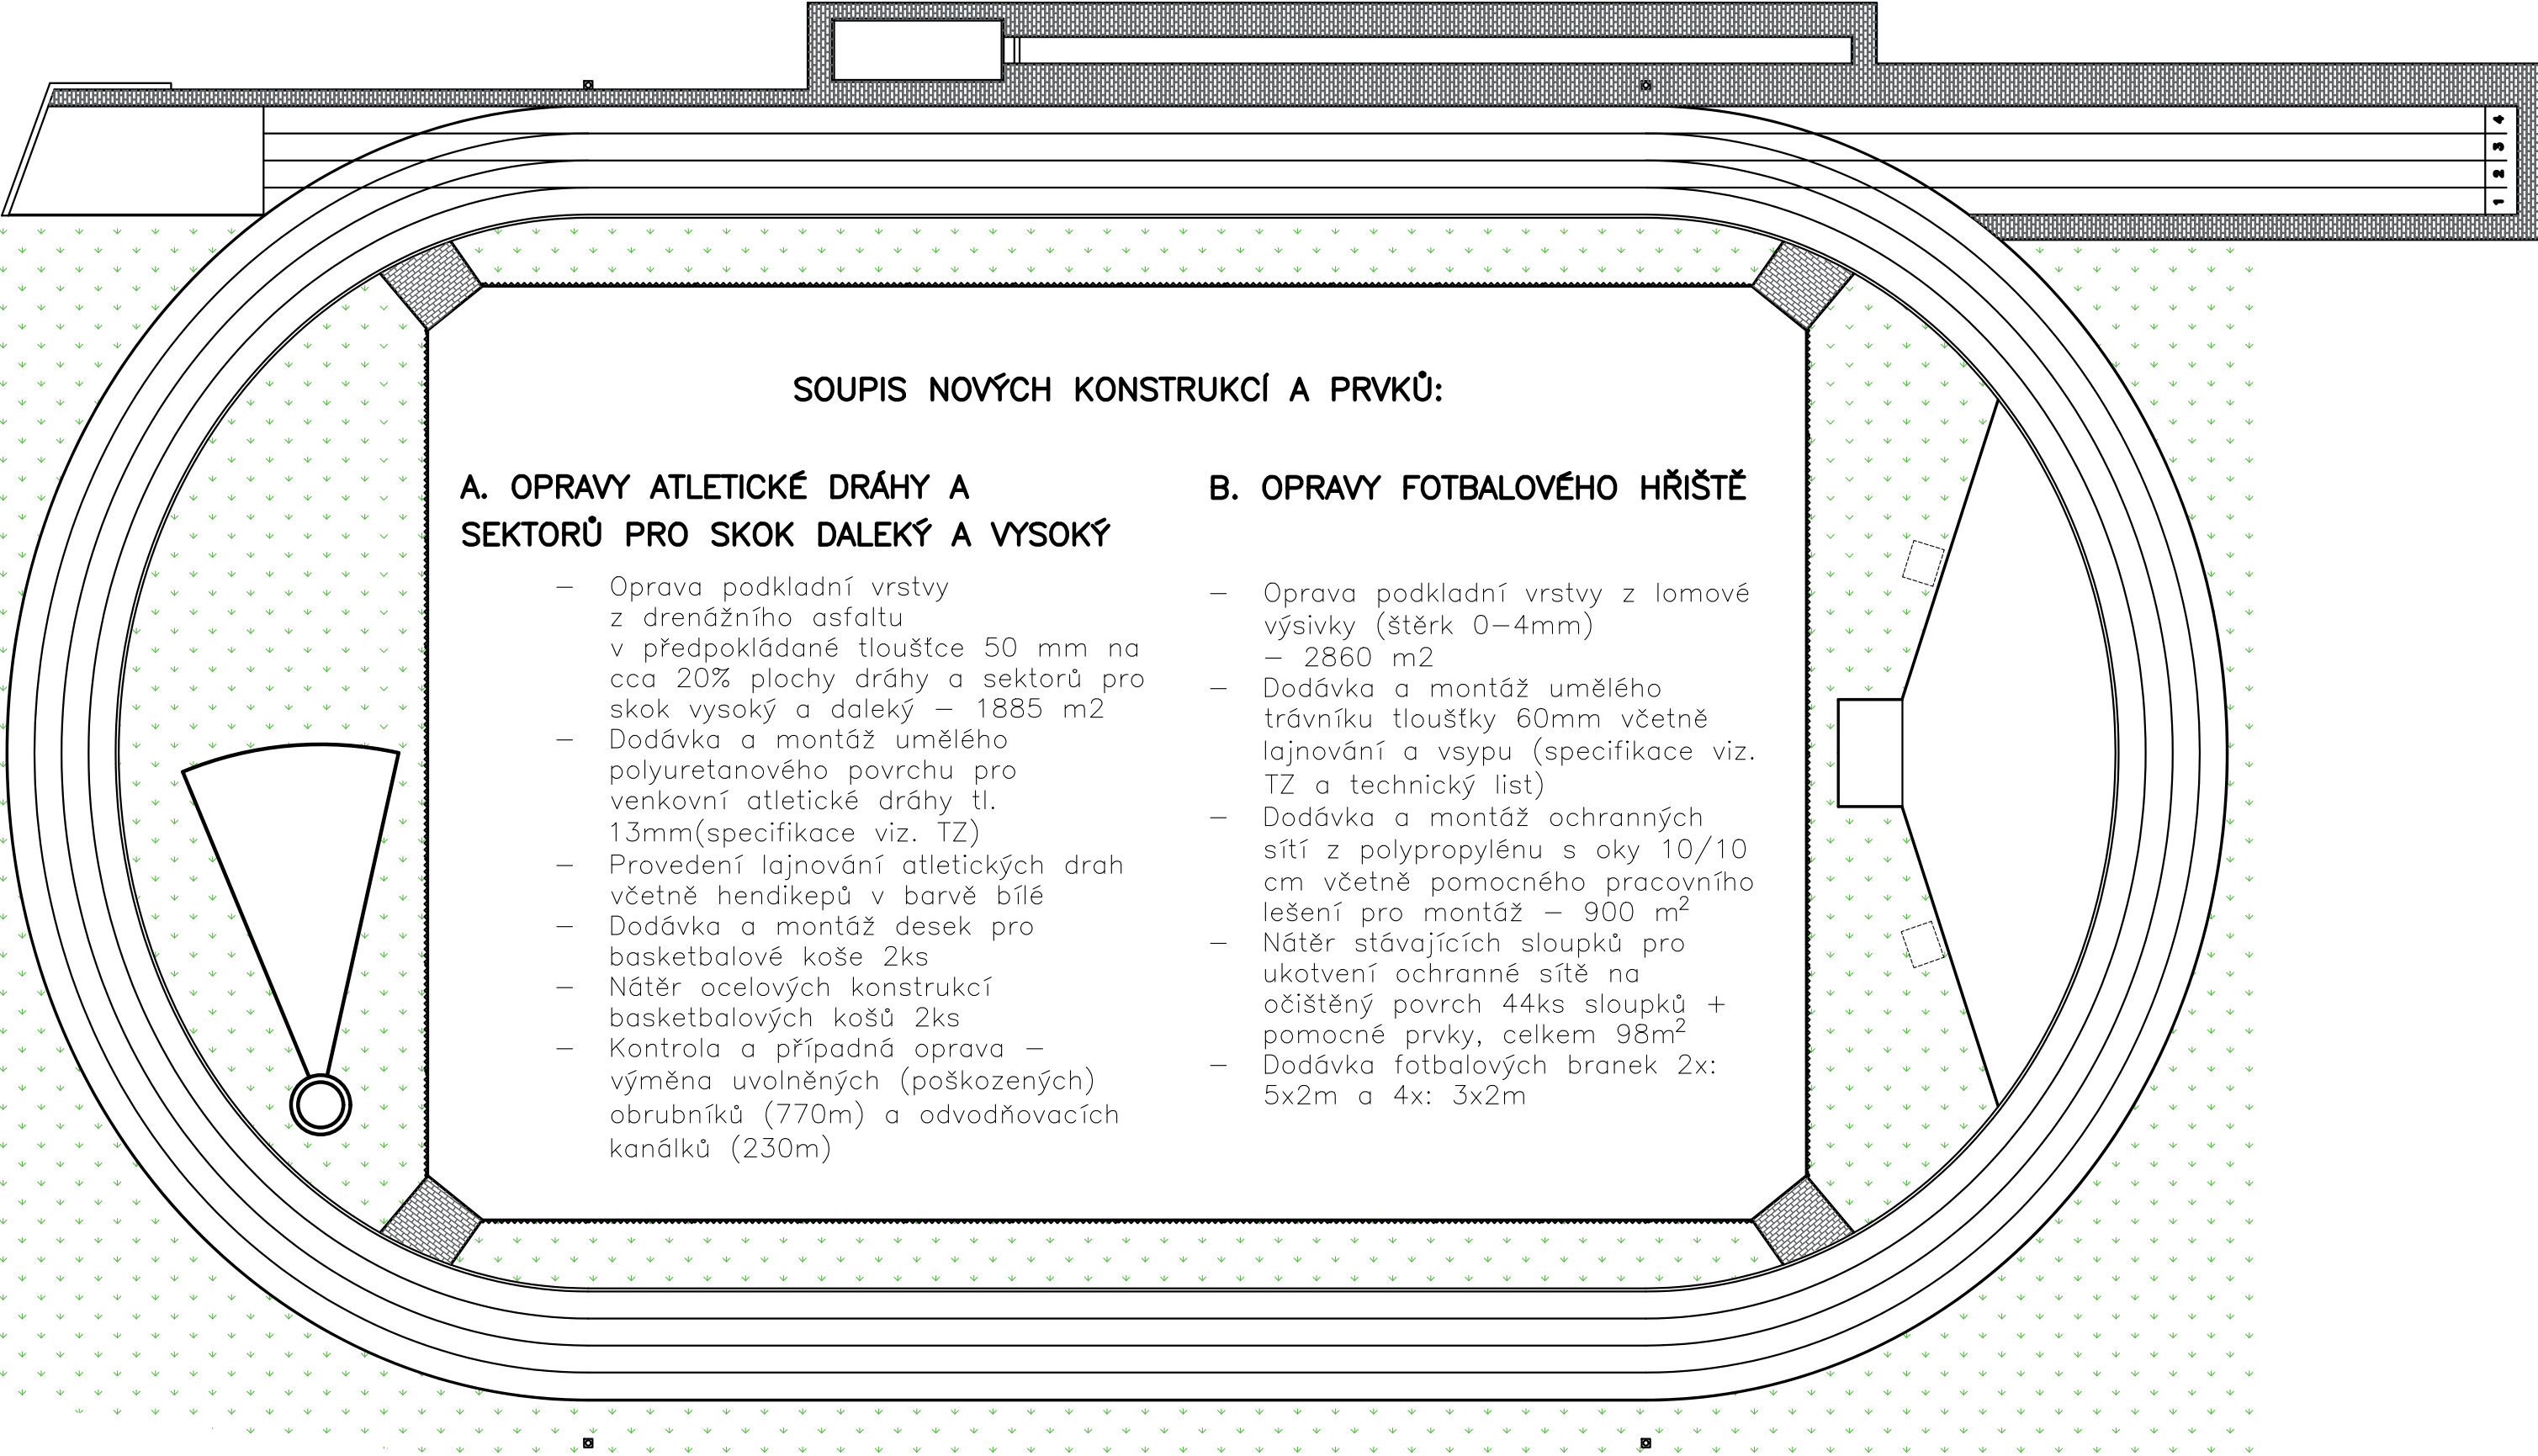 4
3
2
1
SOUPIS NOVÝCH KONSTRUKCÍ A PRVKŮ:
A. OPRAVY ATLETICKÉ DRÁHY A
SEKTORŮ PRO SKOK DALEKÝ A VYSOKÝ
– Oprava podkladní vrstvy
z drenážního asfaltu
v předpokládané tloušťce 50 mm na
cca 20% plochy dráhy a sektorů pro
skok vysoký a daleký – 1885 m2
– Dodávka a montáž umělého
polyuretanového povrchu pro
venkovní atletické dráhy tl.
13mm(specifikace viz. TZ)
– Provedení lajnování atletických drah
včetně hendikepů v barvě bílé
– Dodávka a montáž desek pro
basketbalové koše 2ks
– Nátěr ocelových konstrukcí
basketbalových košů 2ks
– Kontrola a případná oprava –
výměna uvolněných (poškozených)
obrubníků (770m) a odvodňovacích
kanálků (230m)
B. OPRAVY FOTBALOVÉHO HŘIŠTĚ
– Oprava podkladní vrstvy z lomové
výsivky (štěrk 0–4mm)
– 2860 m2
– Dodávka a montáž umělého
trávníku tloušťky 60mm včetně
lajnování a vsypu (specifikace viz.
TZ a technický list)
– Dodávka a montáž ochranných
sítí z polypropylénu s oky 10/10
cm včetně pomocného pracovního
lešení pro montáž – 900 m²
– Nátěr stávajících sloupků pro
ukotvení ochranné sítě na
očištěný povrch 44ks sloupků +
pomocné prvky, celkem 98m²
– Dodávka fotbalových branek 2x:
5x2m a 4x: 3x2m